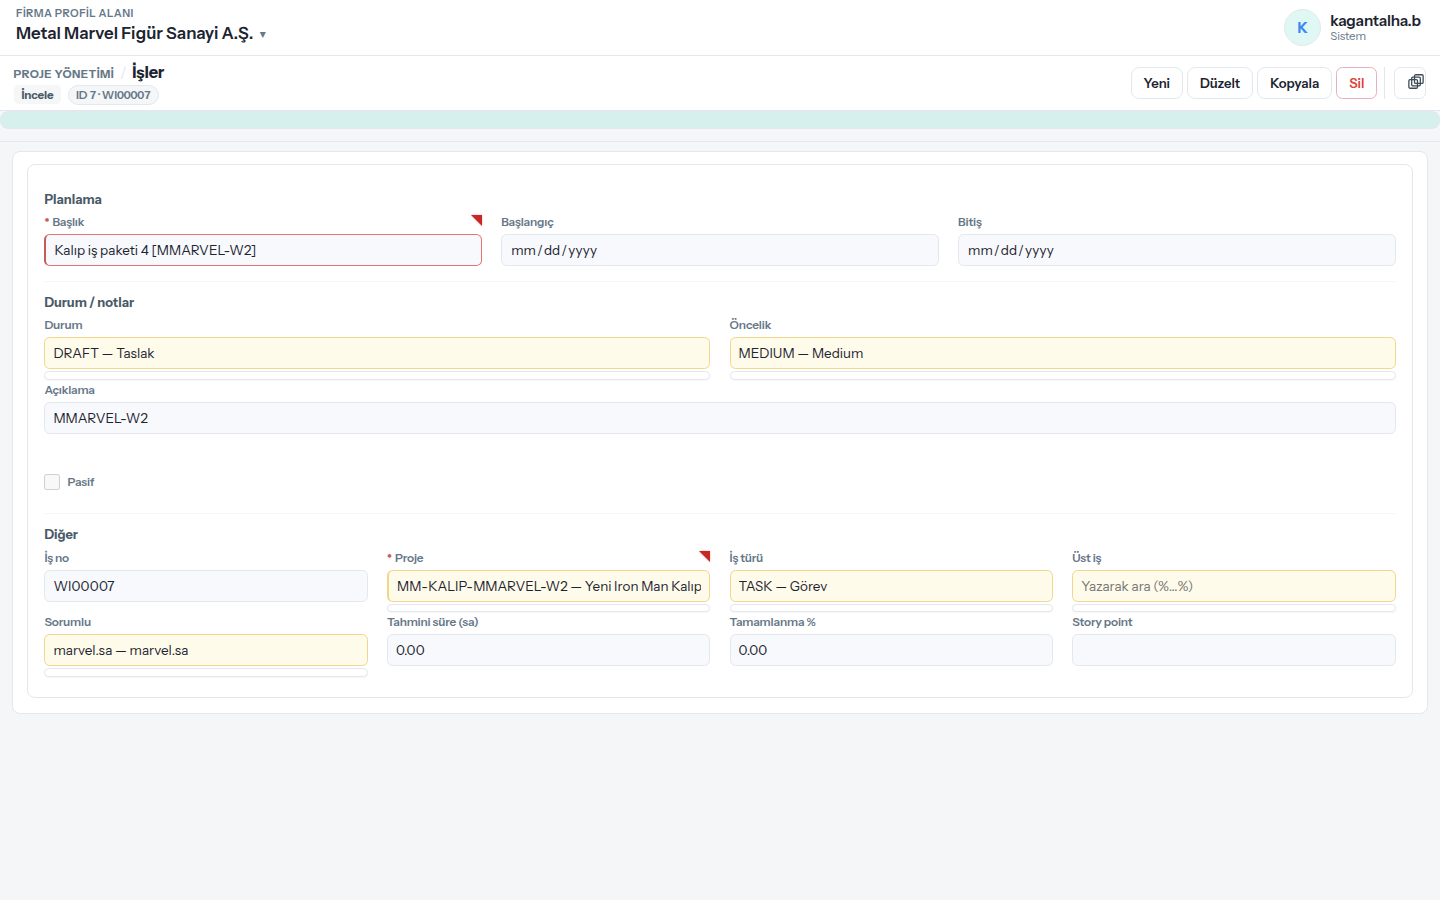 FİRMA PROFİL ALANI
Metal Marvel Figür Sanayi A.Ş. ▾
K
kagantalha.b
Sistem
PROJE YÖNETİMİ / İşler
İncele
ID 7 · WI00007
Yeni
Düzelt
Kopyala
Sil
Planlama
* Başlık
Başlangıç
Bitiş
Kalıp iş paketi 4 [MMARVEL-W2]
mm/dd/yyyy
mm/dd/yyyy
Durum / notlar
Durum
Öncelik
DRAFT — Taslak
MEDIUM — Medium
Açıklama
MMARVEL-W2
Pasif
Diğer
İş no
* Proje
İş türü
Üst iş
WI00007
MM-KALIP-MMARVEL-W2 — Yeni Iron Man Kalıp
TASK — Görev
Yazarak ara (%...%)
Sorumlu
Tahmini süre (sa)
Tamamlanma %
Story point
marvel.sa — marvel.sa
0.00
0.00